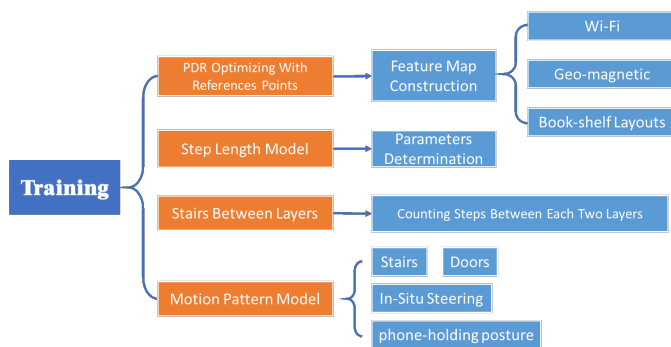 Training
PDR Optimizing With
References Points
Feature Map
Construction
Wi-Fi
Geo-magnetic
Book-shelf Layouts
Step Length Model
Parameters
Determination
Stairs Between Layers
Counting Steps Between Each Two Layers
Motion Pattern Model
Stairs
Doors
In-Situ Steering
phone-holding posture